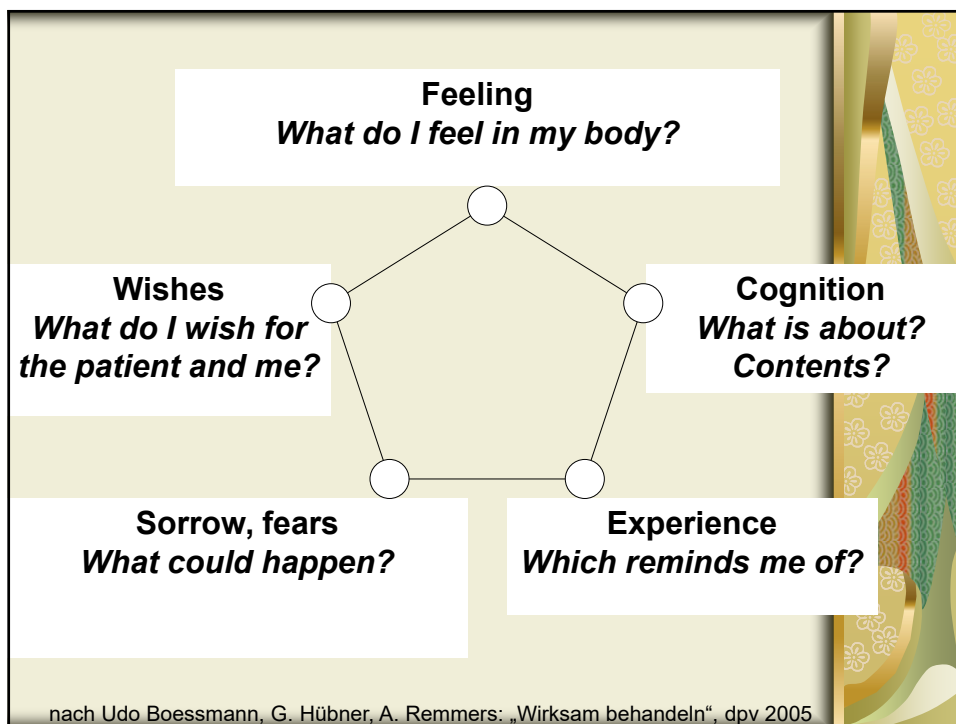 Feeling
What do I feel in my body?
Wishes
What do I wish for
the patient and me?
Cognition
What is about?
Contents?
Sorrow, fears
What could happen?
Experience
Which reminds me of?
nach Udo Boessmann, G. Hübner, A. Remmers: „Wirksam behandeln“, dpv 2005